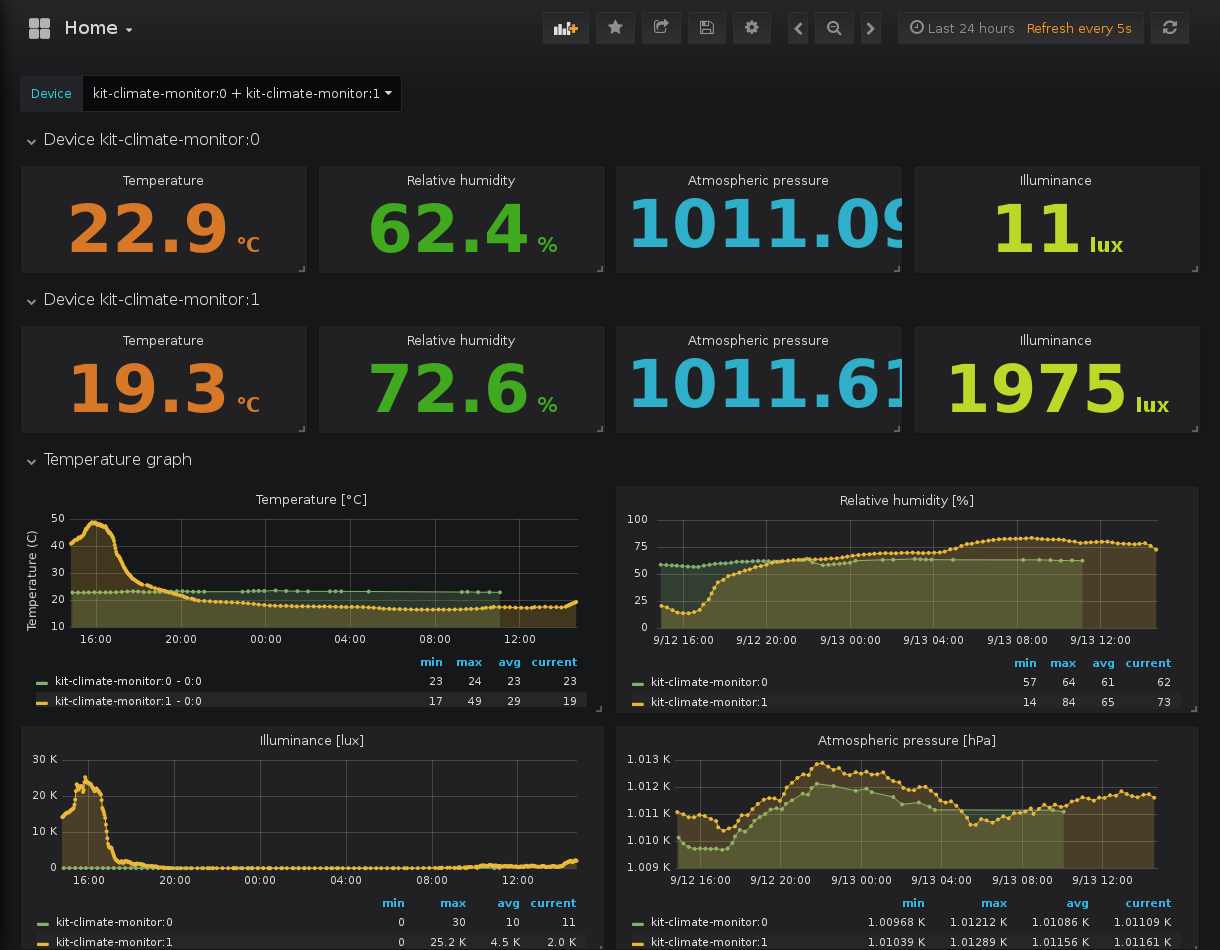 Home
Last 24 hours Refresh every 5s
Device kit-climate-monitor:0 + kit-climate-monitor:1
Device kit-climate-monitor:0
Temperature Relative humidity Atmospheric pressure Illuminance
22.9 °C 62.4 % 1011.09 11 lux
Device kit-climate-monitor:1
Temperature Relative humidity Atmospheric pressure Illuminance
19.3 °C 72.6 % 1011.61 1975 lux
Temperature graph
Temperature [°C]
Temperature (C)
50
40
30
20
10
16:00 20:00 00:00 04:00 08:00 12:00
min max avg current
kit-climate-monitor:0 - 0:0 23 24 23 23
kit-climate-monitor:1 - 0:0 17 49 29 19
Relative humidity [%]
100
75
50
25
0
9/12 16:00 9/12 20:00 9/13 00:00 9/13 04:00 9/13 08:00 9/13 12:00
min max avg current
kit-climate-monitor:0 57 64 61 62
kit-climate-monitor:1 14 84 65 73
Illuminance [lux]
30 K
20 K
10 K
0
16:00 20:00 00:00 04:00 08:00 12:00
min max avg current
kit-climate-monitor:0 0 30 10 11
kit-climate-monitor:1 0 25.2 K 4.5 K 2.0 K
Atmospheric pressure [hPa]
1.013 K
1.012 K
1.011 K
1.010 K
1.009 K
9/12 16:00 9/12 20:00 9/13 00:00 9/13 04:00 9/13 08:00 9/13 12:00
min max avg current
kit-climate-monitor:0 1.00968 K 1.01212 K 1.01086 K 1.01109 K
kit-climate-monitor:1 1.01039 K 1.01289 K 1.01156 K 1.01161 K